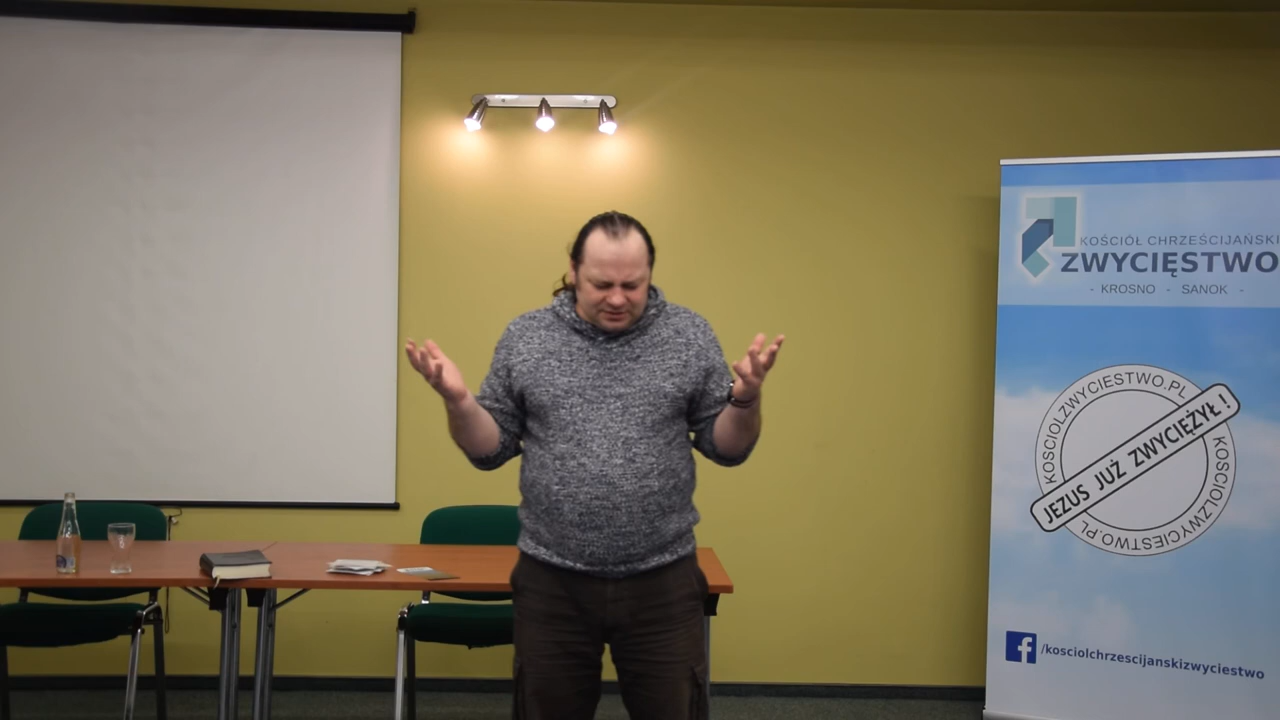 KOŚCIÓŁ CHRZEŚCIJAŃSKI
ZWYCIĘSTWO
- KROSNO - SANOK -
KOSCIOLZWYCIESTWO.PL
JEZUS JUŻ ZWYCIĘŻYŁ !
KOSCIOLZWYCIESTWO.PL
/kosciolchrzescijanskizwyciestwo